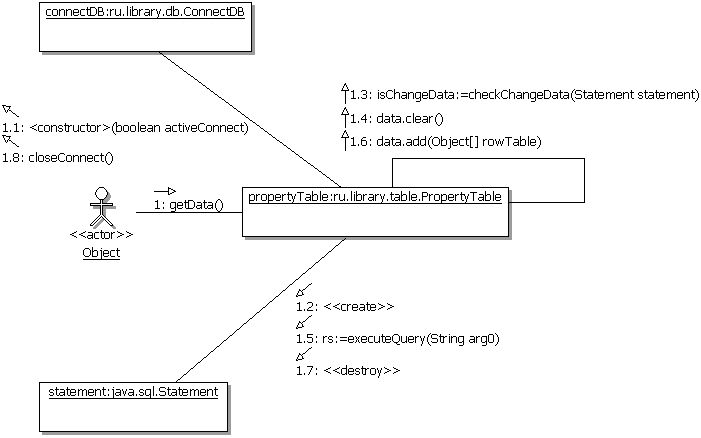 connectDB:ru.library.db.ConnectDB
1.3: isChangeData:=checkChangeData(Statement statement)
1.4: data.clear()
1.6: data.add(Object[] rowTable)
1.1: <constructor>(boolean activeConnect)
1.8: closeConnect()
propertyTable:ru.library.table.PropertyTable
1: getData()
<<actor>>
Object
1.2: <<create>>
1.5: rs:=executeQuery(String arg0)
1.7: <<destroy>>
statement:java.sql.Statement